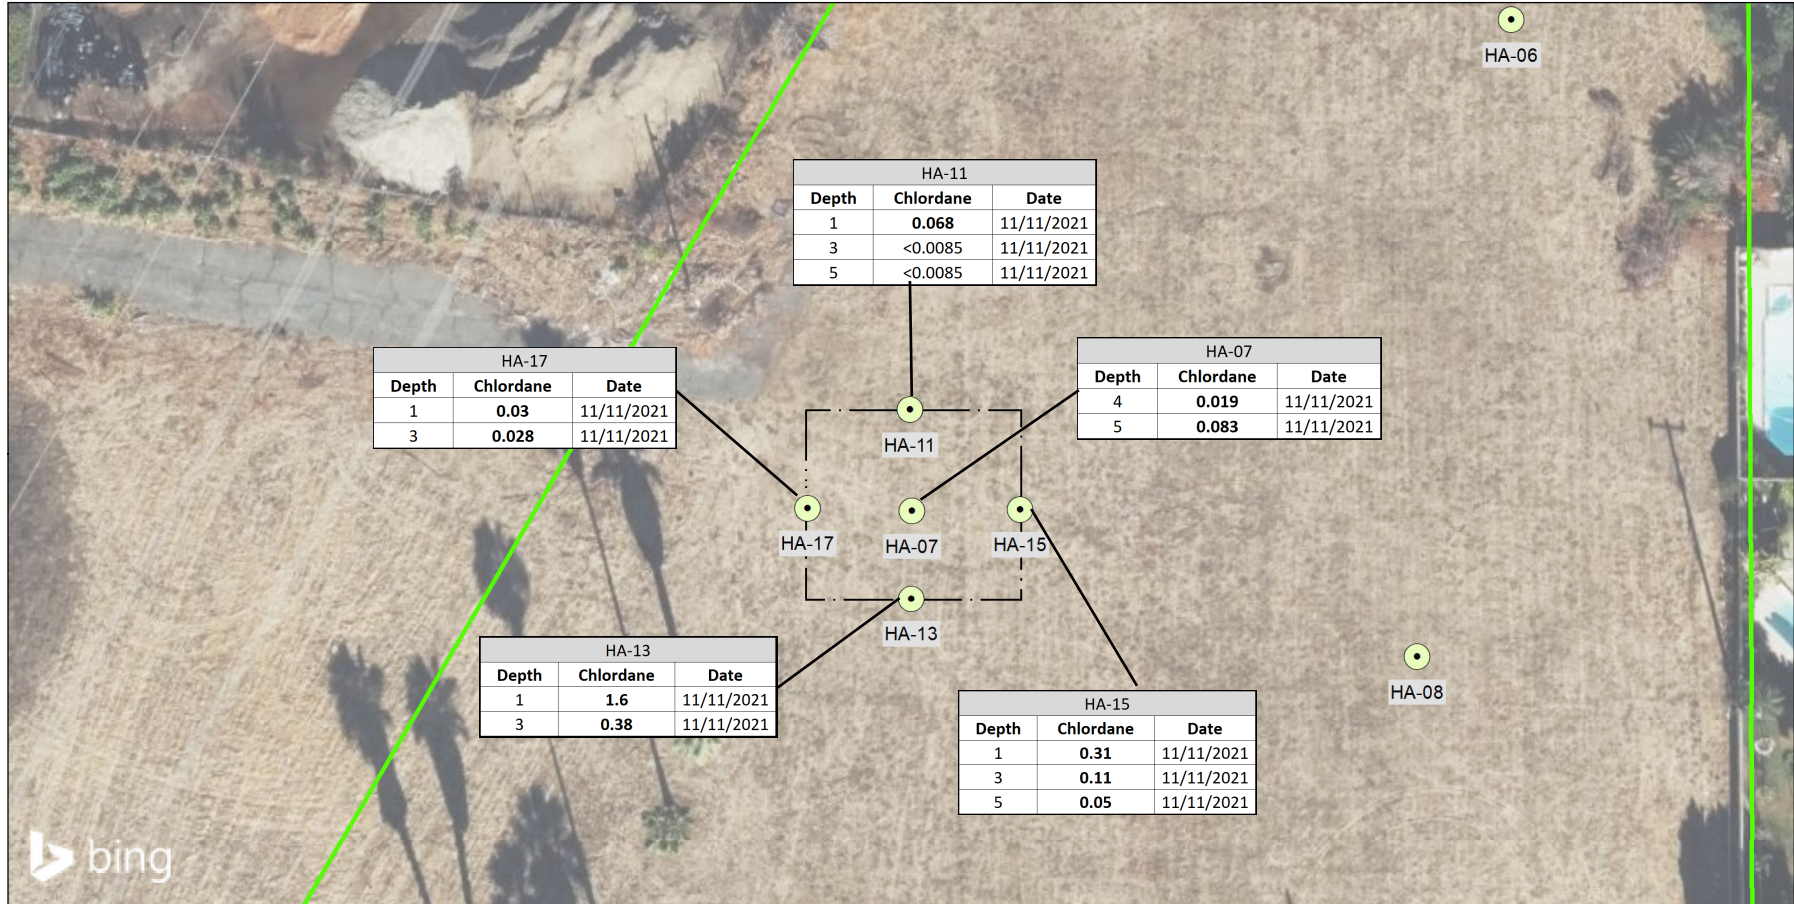 HA-06
HA-11
Depth Chlordane Date
1 0.068 11/11/2021
3 <0.0085 11/11/2021
5 <0.0085 11/11/2021
HA-17
Depth Chlordane Date
1 0.03 11/11/2021
3 0.028 11/11/2021
HA-07
Depth Chlordane Date
4 0.019 11/11/2021
5 0.083 11/11/2021
HA-11
HA-17
HA-07
HA-15
HA-13
HA-13
Depth Chlordane Date
1 1.6 11/11/2021
3 0.38 11/11/2021
HA-08
HA-15
Depth Chlordane Date
1 0.31 11/11/2021
3 0.11 11/11/2021
5 0.05 11/11/2021
bing